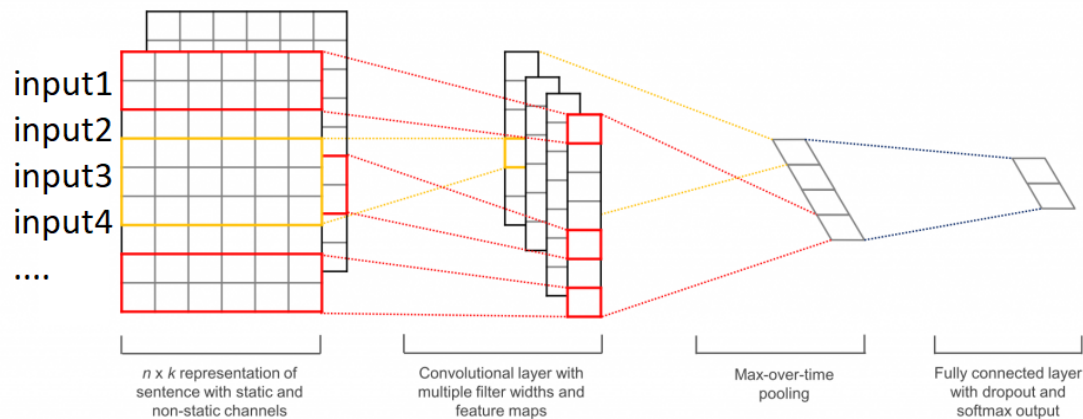 input1
input2
input3
input4
....
n x k representation of
sentence with static and
non-static channels
Convolutional layer with
multiple filter widths and
feature maps
Max-over-time
pooling
Fully connected layer
with dropout and
softmax output